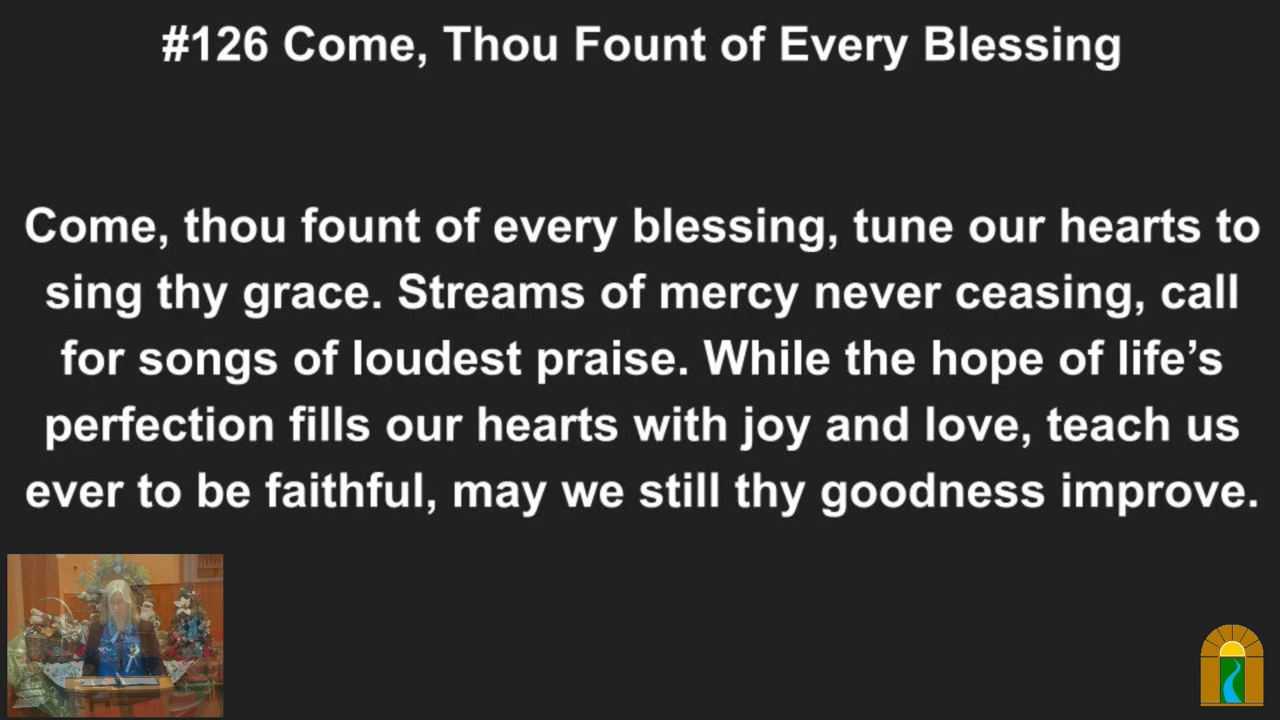 #126 Come, Thou Fount of Every Blessing
Come, thou fount of every blessing, tune our hearts to
sing thy grace. Streams of mercy never ceasing, call
for songs of loudest praise. While the hope of life’s
perfection fills our hearts with joy and love, teach us
ever to be faithful, may we still thy goodness improve.